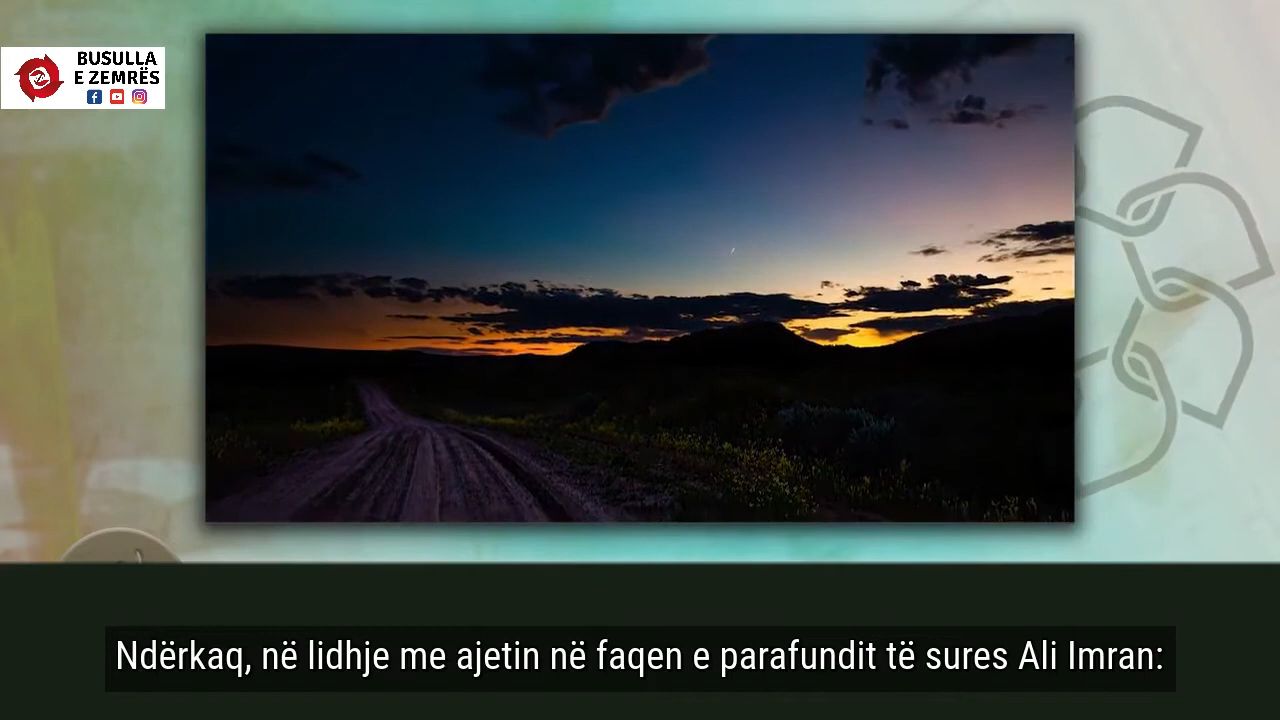 BUSULLA
E ZEMRËS
Ndërkaq, në lidhje me ajetin në faqen e parafundit të sures Ali Imran: